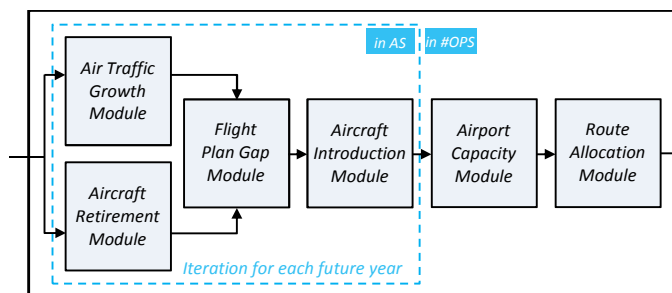 in AS
in #OPS
Air Traffic
Growth
Module
Flight
Plan Gap
Module
Aircraft
Introduction
Module
Airport
Capacity
Module
Route
Allocation
Module
Aircraft
Retirement
Module
Iteration for each future year